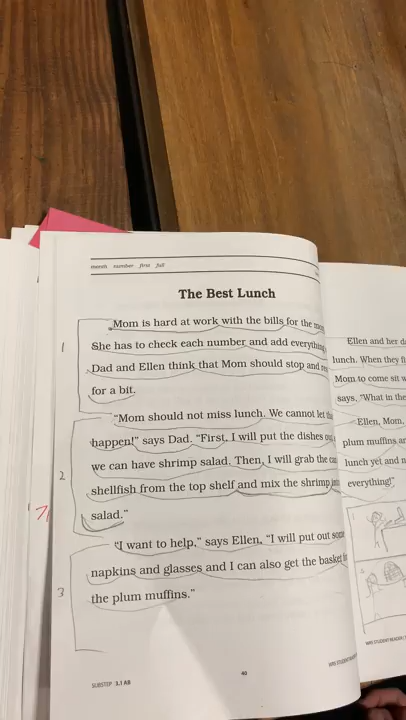 month number first full
The Best Lunch
Mom is hard at work with the bills for the
1 She has to check each number and add everything
Dad and Ellen think that Mom should stop and
for a bit.
"Mom should not miss lunch. We cannot let
happen!" says Dad. "First, I will put the dishes
2 we can have shrimp salad. Then, I will grab the
shellfish from the top shelf and mix the shrimp
salad."
"I want to help," says Ellen, "I will put out some
napkins and glasses and I can also get the basket
3 the plum muffins."
SUBSTEP 3.1 AB
40
Ellen and her
lunch. When they
Mom to come sit
says, "What in the
Ellen, Mom,
plum muffins
lunch yet and
everything!"
WRS STUDENT READER